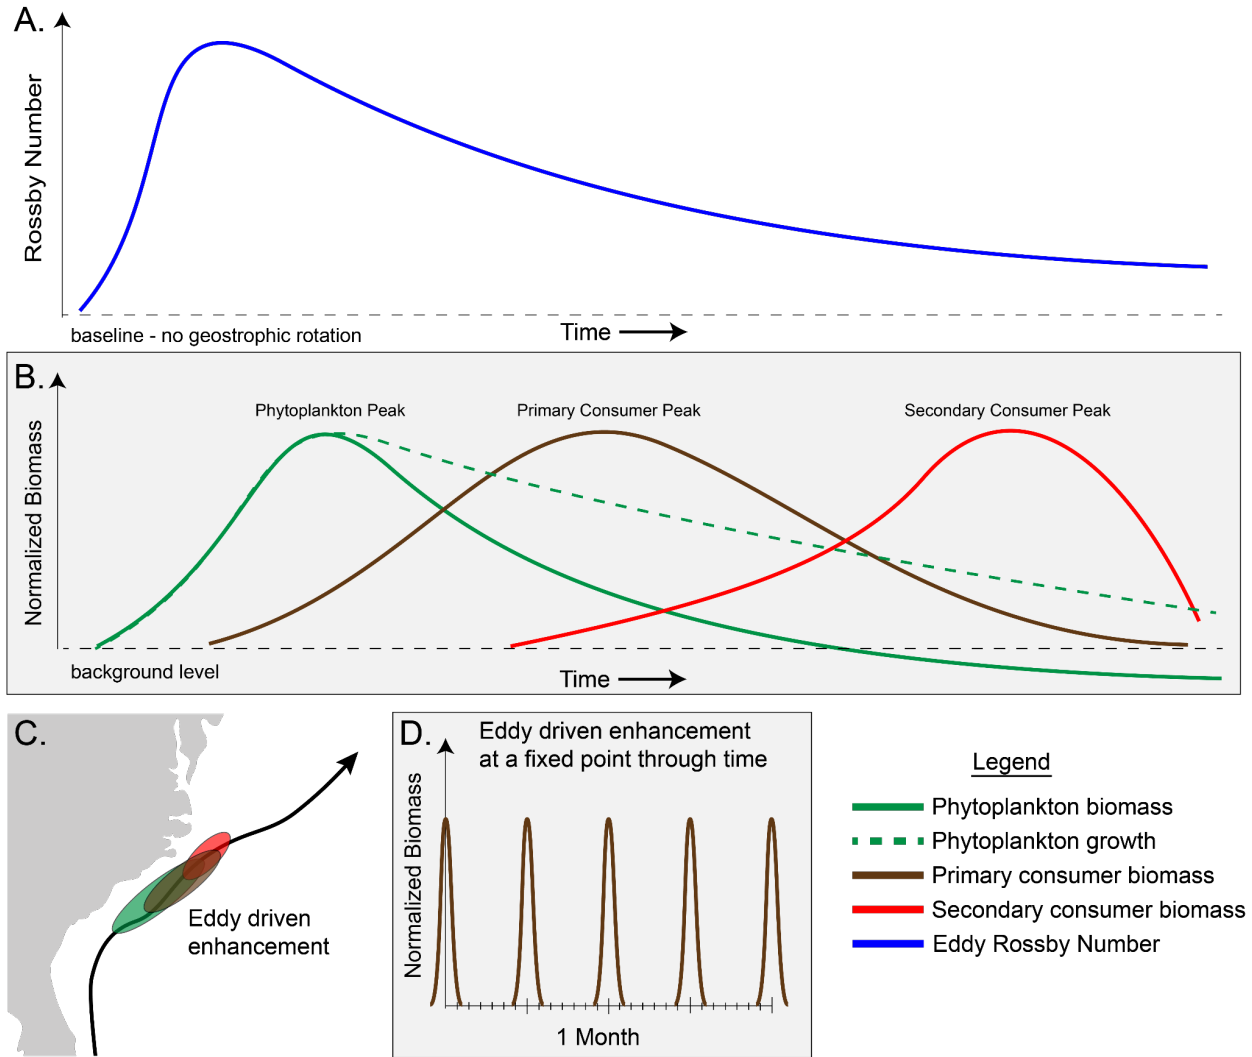 A.
Rossby Number
baseline - no geostrophic rotation
Time
B.
Normalized Biomass
Phytoplankton Peak
Primary Consumer Peak
Secondary Consumer Peak
background level
Time
C.
Eddy driven
enhancement
D.
Eddy driven enhancement
at a fixed point through time
Normalized Biomass
1 Month
Legend
Phytoplankton biomass
Phytoplankton growth
Primary consumer biomass
Secondary consumer biomass
Eddy Rossby Number